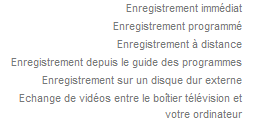 Enregistrement immédiat
Enregistrement programmé
Enregistrement à distance
Enregistrement depuis le guide des programmes
Enregistrement sur un disque dur externe
Echange de vidéos entre le boîtier télévision et
votre ordinateur